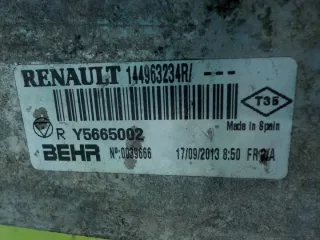 RENAULT 144963234R/ ---
T35
R Y5665002
Made in Spain
BEHR Nº:0039666 17/09/2013 8:50 FR2/A